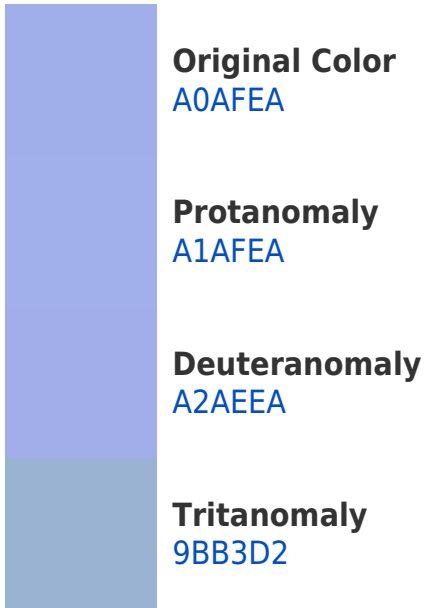 Original Color
A0AFEA
Protanomaly
A1AFEA
Deuteranomaly
A2AEEA
Tritanomaly
9BB3D2